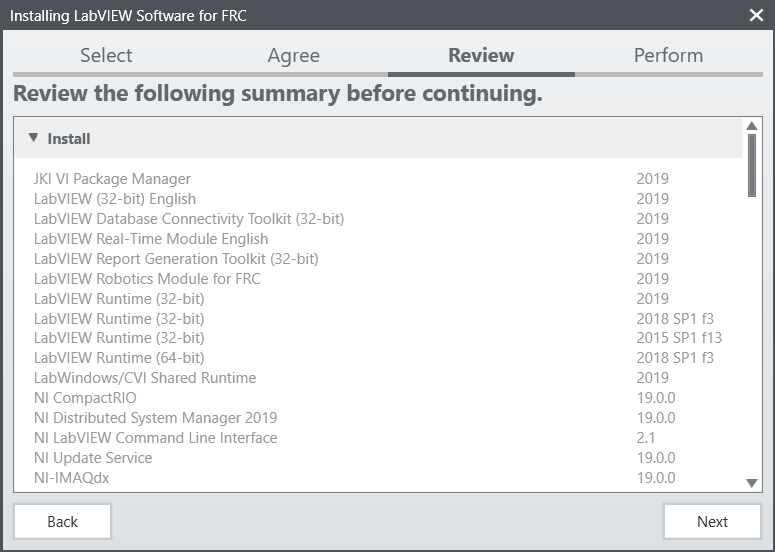 Installing LabVIEW Software for FRC
Select Agree Review Perform
Review the following summary before continuing.
Install
JKI VI Package Manager 2019
LabVIEW (32-bit) English 2019
LabVIEW Database Connectivity Toolkit (32-bit) 2019
LabVIEW Real-Time Module English 2019
LabVIEW Report Generation Toolkit (32-bit) 2019
LabVIEW Robotics Module for FRC 2019
LabVIEW Runtime (32-bit) 2019
LabVIEW Runtime (32-bit) 2018 SP1 f3
LabVIEW Runtime (32-bit) 2015 SP1 f13
LabVIEW Runtime (64-bit) 2018 SP1 f3
LabWindows/CVI Shared Runtime 2019
NI CompactRIO 19.0.0
NI Distributed System Manager 2019 19.0.0
NI LabVIEW Command Line Interface 2.1
NI Update Service 19.0.0
NI-IMAQdx 19.0.0
Back Next